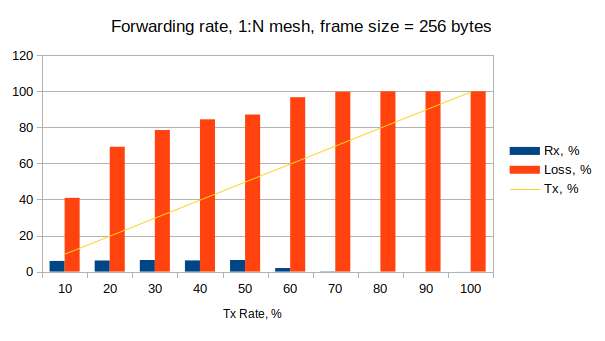 Forwarding rate, 1:N mesh, frame size = 256 bytes
120
100
80
60
40
20
0
10 20 30 40 50 60 70 80 90 100
Tx Rate, %
Rx, %
Loss, %
Tx, %